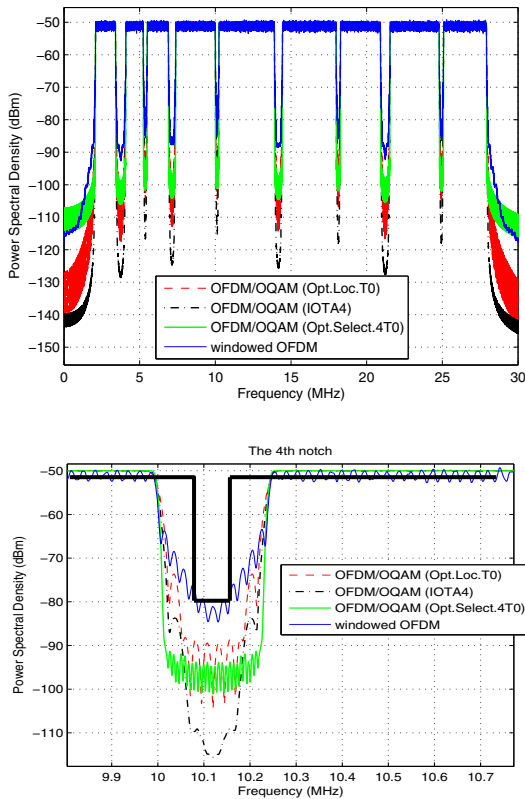 −50
−60
−70
−80
−90
−100
−110
−120
−130
−140
−150
Power Spectral Density (dBm)
OFDM/OQAM (Opt.Loc.T0)
OFDM/OQAM (IOTA4)
OFDM/OQAM (Opt.Select.4T0)
windowed OFDM
0
5
10
15
20
25
30
Frequency (MHz)
The 4th notch
−50
−60
−70
−80
−90
−100
−110
Power Spectral Density (dBm)
OFDM/OQAM (Opt.Loc.T0)
OFDM/OQAM (IOTA4)
OFDM/OQAM (Opt.Select.4T0)
windowed OFDM
9.9
10
10.1
10.2
10.3
10.4
10.5
10.6
10.7
Frequency (MHz)